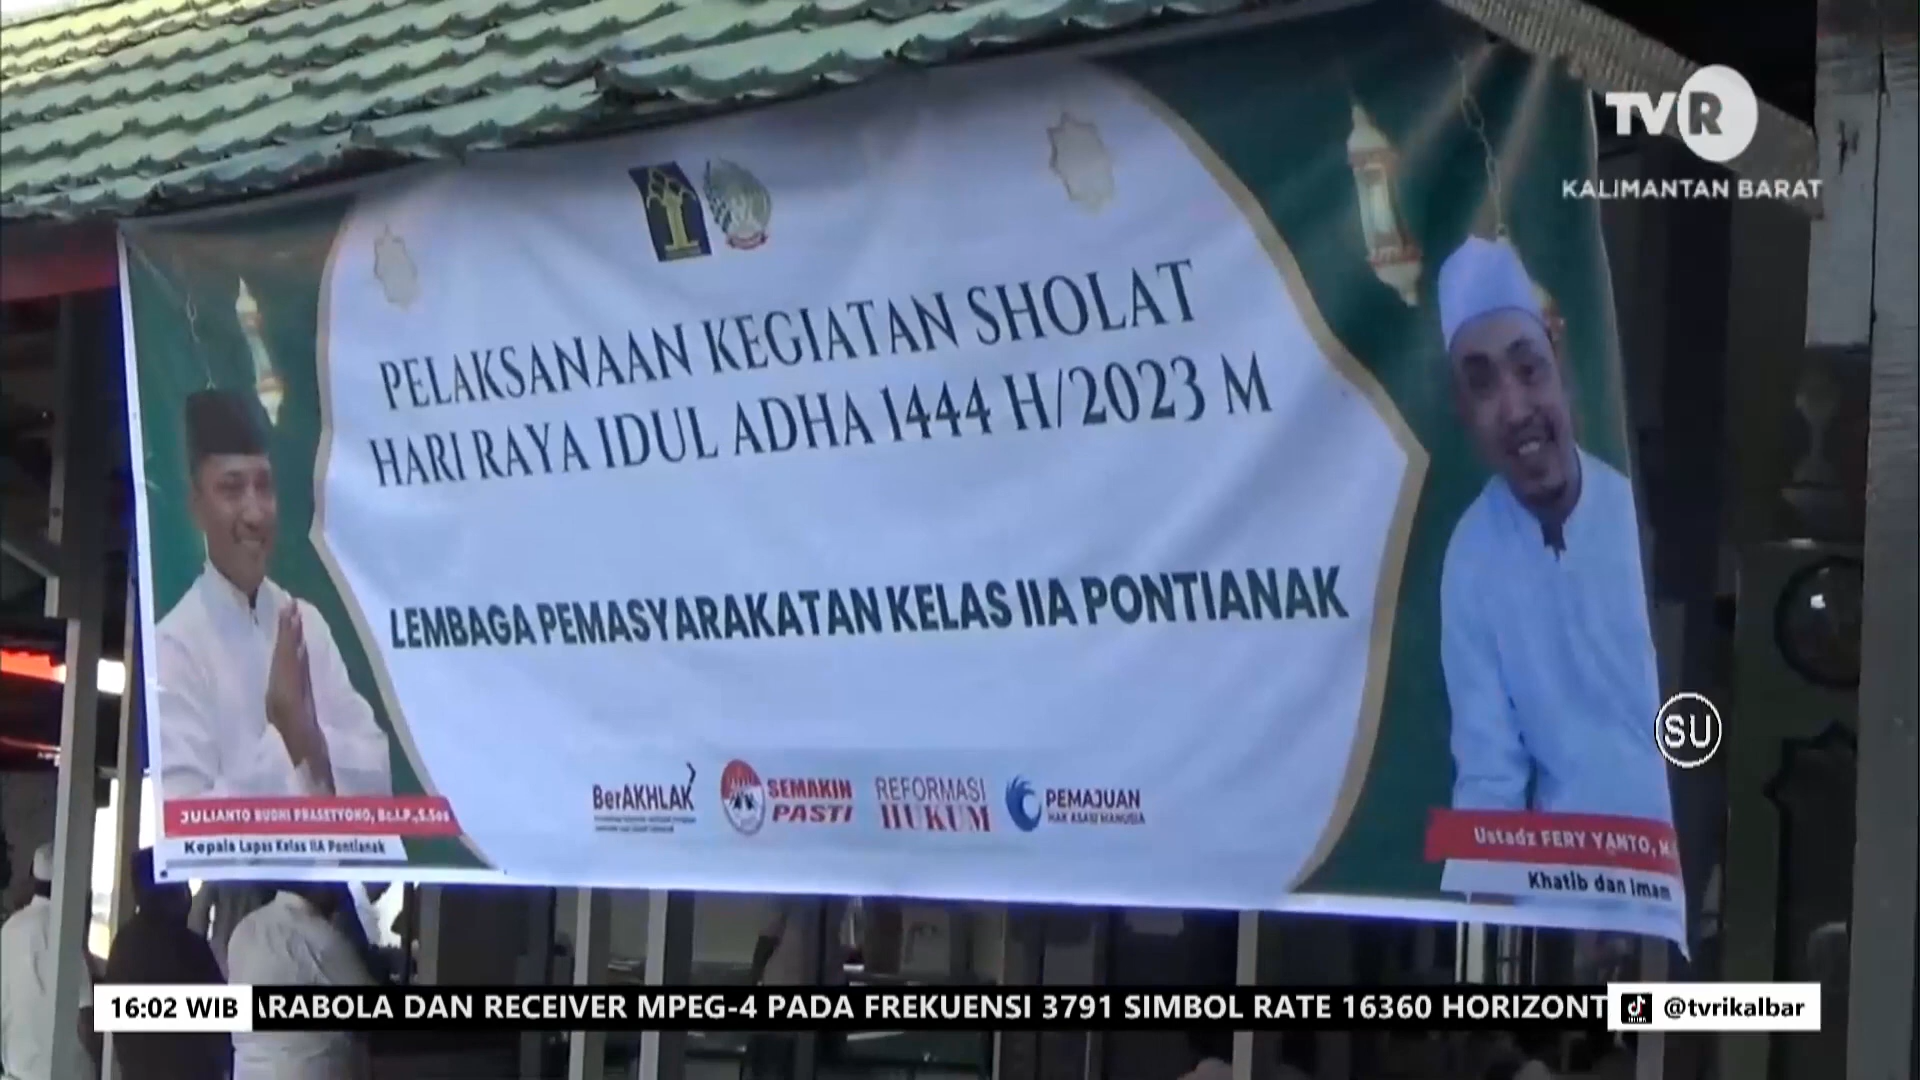 TVR
KALIMANTAN BARAT
PELAKSANAAN KEGIATAN SHOLAT
HARI RAYA IDUL ADHA 1444 H/2023 M
LEMBAGA PEMASYARAKATAN KELAS IIA PONTIANAK
SU
BerAKHLAK
SEMAKIN
PASTI
REFORMASI
HUKUM
PEMAJUAN
HAK ASASI MANUSIA
JULIANTO BUDHI PRASETYONO, Bc.I.P.,S.Sos
Kepala Lapas Kelas IIA Pontianak
Ustadz FERY YANTO,
Khatib dan Imam
16:02 WIB
ARABOLA DAN RECEIVER MPEG-4 PADA FREKUENSI 3791 SIMBOL RATE 16360 HORIZONT
@tvrikalbar